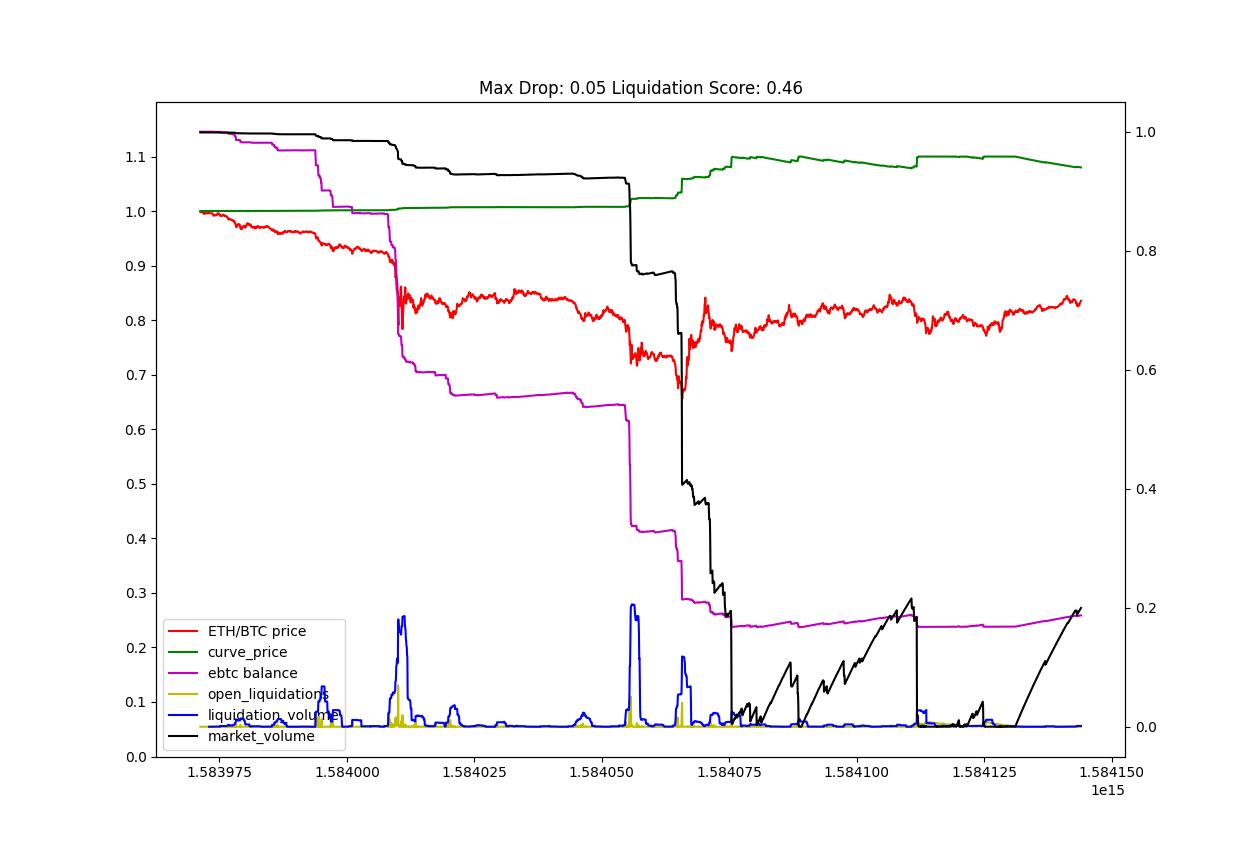 Max Drop: 0.05 Liquidation Score: 0.46
1.1
1.0
0.9
0.8
0.7
0.6
0.5
0.4
0.3
0.2
0.1
0.0
1.0
0.8
0.6
0.4
0.2
0.0
ETH/BTC price
curve_price
ebtc balance
open_liquidations
liquidation_volume
market_volume
1.583975 1.584000 1.584025 1.584050 1.584075 1.584100 1.584125 1.584150
1e15